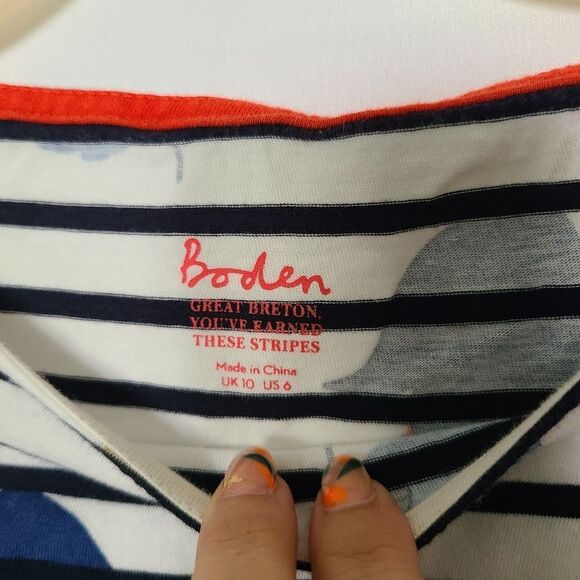 Boden
GREAT BRETON,
YOU'VE EARNED
THESE STRIPES
Made in China
UK 10 US 6